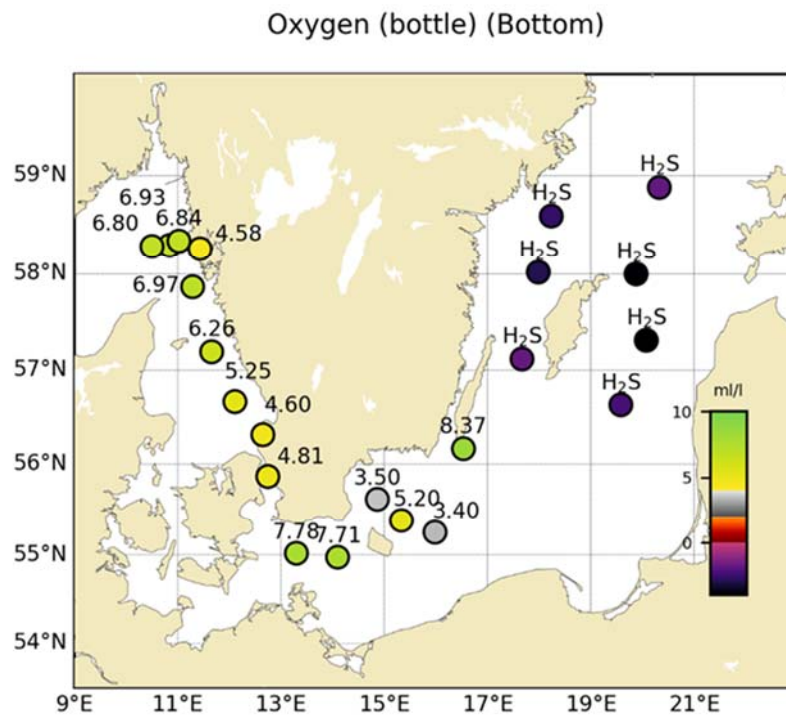 Oxygen (bottle) (Bottom)
59°N
58°N
57°N
56°N
55°N
54°N
6.93
6.80
6.84
4.58
6.97
6.26
5.25
4.60
4.81
7.78
7.71
3.50
5.20
3.40
8.37
H₂S
H₂S
H₂S
H₂S
H₂S
H₂S
H₂S
ml/l
10
5
0
9°E
11°E
13°E
15°E
17°E
19°E
21°E